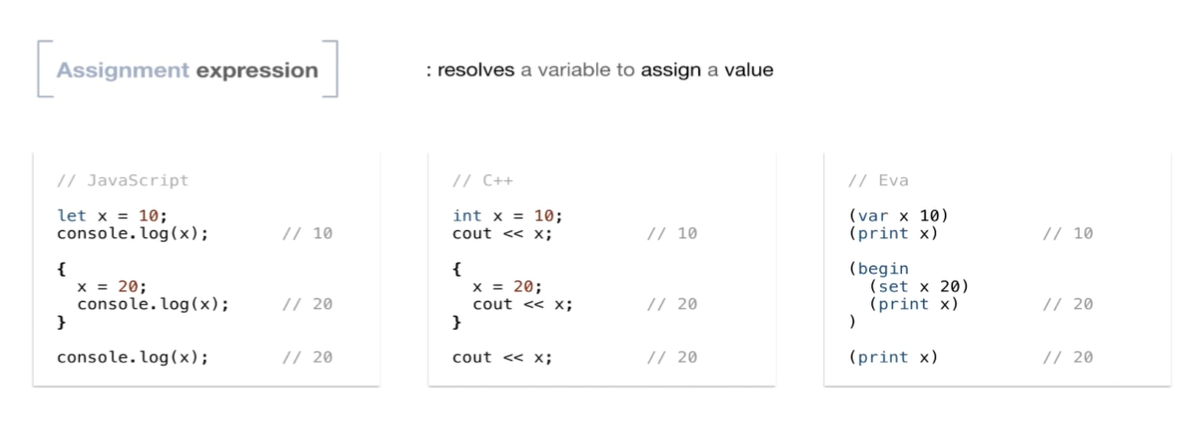 Assignment expression
: resolves a variable to assign a value
// JavaScript
let x = 10;
console.log(x); // 10
{
x = 20;
console.log(x); // 20
}
console.log(x); // 20
// C++
int x = 10;
cout << x; // 10
{
x = 20;
cout << x; // 20
}
cout << x; // 20
// Eva
(var x 10)
(print x) // 10
(begin
(set x 20)
(print x) // 20
)
(print x) // 20